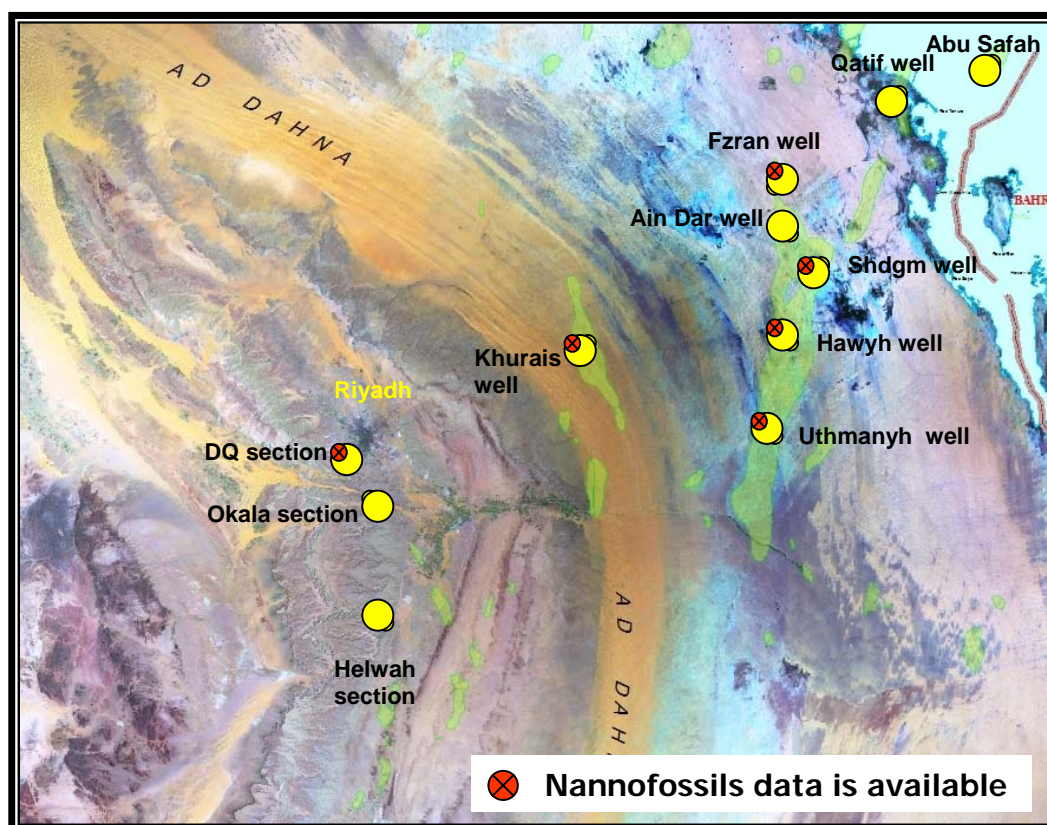 Abu Safah
Qatif well
AD DAHNA
Fzran well
BAHR
Ain Dar well
Shdgm well
Hawyh well
Khurais
well
Riyadh
Uthmanyh well
DQ section
Okala section
AD DAH
Helwah
section
Nannofossils data is available